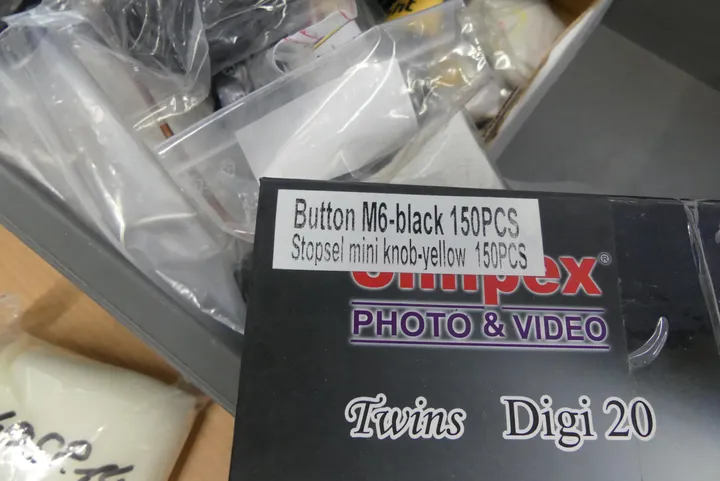 Button M6-black 150PCS
Stopsel mini knob-yellow 150PCS
PHOTO & VIDEO
Twins Digi 20